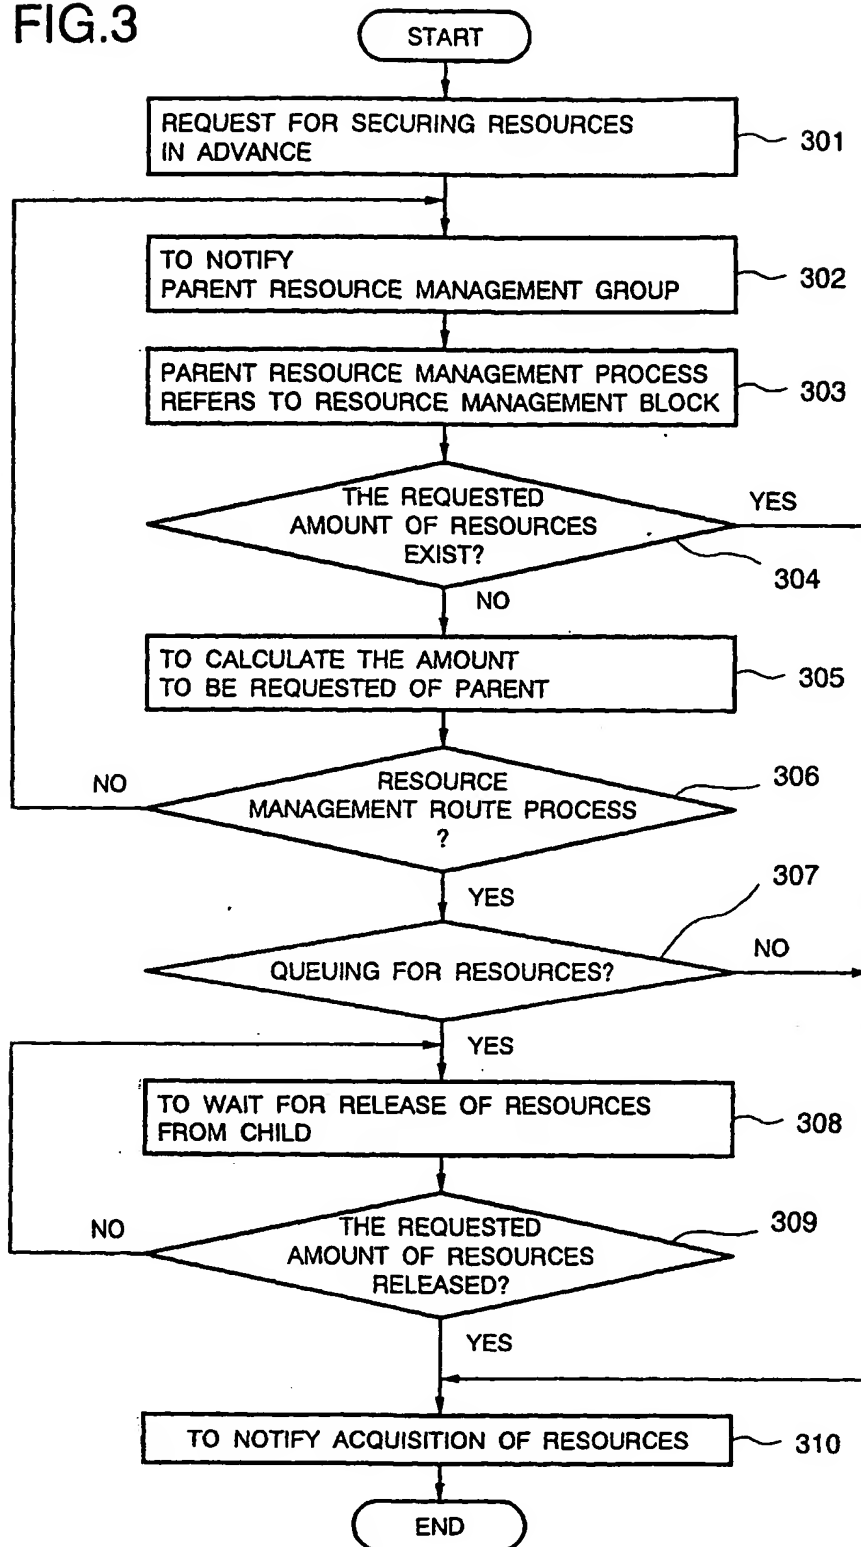 FIG.3
START
REQUEST FOR SECURING RESOURCES
IN ADVANCE
301
TO NOTIFY
PARENT RESOURCE MANAGEMENT GROUP
302
PARENT RESOURCE MANAGEMENT PROCESS
REFERS TO RESOURCE MANAGEMENT BLOCK
303
THE REQUESTED
AMOUNT OF RESOURCES
EXIST?
YES
304
NO
TO CALCULATE THE AMOUNT
TO BE REQUESTED OF PARENT
305
NO
RESOURCE
MANAGEMENT ROUTE PROCESS
?
306
YES
307
QUEUING FOR RESOURCES?
NO
YES
TO WAIT FOR RELEASE OF RESOURCES
FROM CHILD
308
NO
THE REQUESTED
AMOUNT OF RESOURCES
RELEASED?
309
YES
TO NOTIFY ACQUISITION OF RESOURCES
310
END